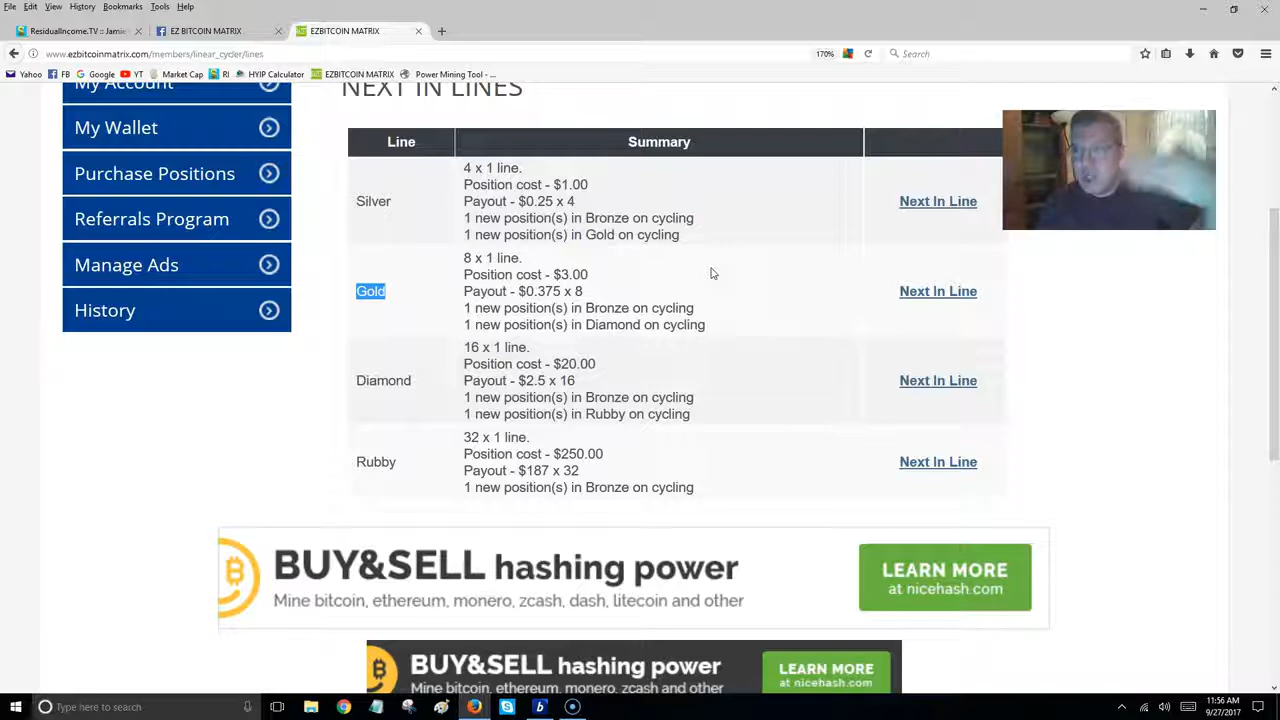 File Edit View History Bookmarks Tools Help
ResidualIncome.TV :: Jamie EZ BITCOIN MATRIX EZBITCOIN MATRIX
www.ezbitcoinmatrix.com/members/linear_cycler/lines 170% Search
Yahoo FB Google YT Market Cap RI HYIP Calculator EZBITCOIN MATRIX Power Mining Tool - ...
My Account
My Wallet
Purchase Positions
Referrals Program
Manage Ads
History
NEXT IN LINES
Line Summary
Silver
4 x 1 line.
Position cost - $1.00
Payout - $0.25 x 4
1 new position(s) in Bronze on cycling
1 new position(s) in Gold on cycling
Next In Line
Gold
8 x 1 line.
Position cost - $3.00
Payout - $0.375 x 8
1 new position(s) in Bronze on cycling
1 new position(s) in Diamond on cycling
Next In Line
Diamond
16 x 1 line.
Position cost - $20.00
Payout - $2.5 x 16
1 new position(s) in Bronze on cycling
1 new position(s) in Rubby on cycling
Next In Line
Rubby
32 x 1 line.
Position cost - $250.00
Payout - $187 x 32
1 new position(s) in Bronze on cycling
Next In Line
BUY&SELL hashing power
Mine bitcoin, ethereum, monero, zcash, dash, litecoin and other
LEARN MORE
at nicehash.com
BUY&SELL hashing power
Mine bitcoin, ethereum, monero, zcash, dash, litecoin and other
LEARN MORE
at nicehash.com
Type here to search
11:56 AM
9/27/2017